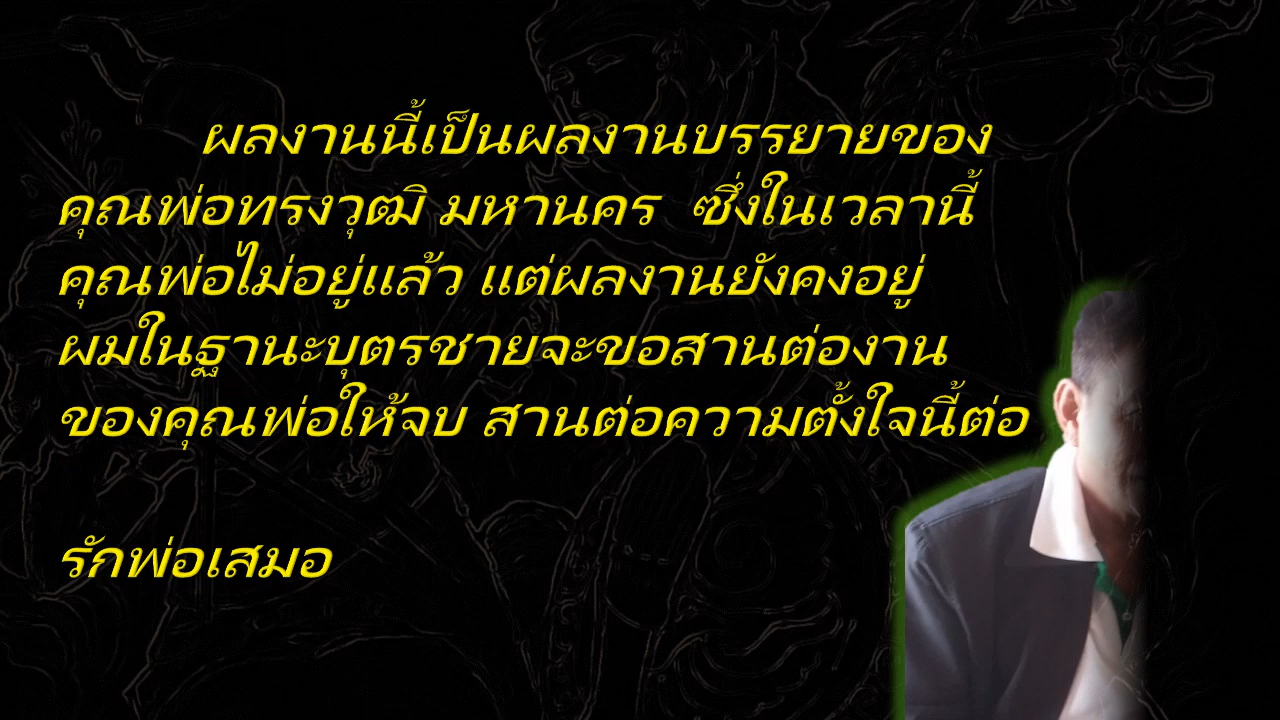 ผลงานนี้เป็นผลงานบรรยายของ
คุณพ่อทรงวุฒิ มหานคร ซึ่งในเวลานี้
คุณพ่อไม่อยู่แล้ว แต่ผลงานยังคงอยู่
ผมในฐานะบุตรชายจะขอสานต่องาน
ของคุณพ่อให้จบ สานต่อความตั้งใจนี้ต่อ
รักพ่อเสมอ